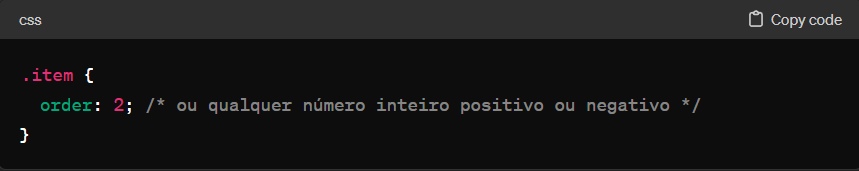 css
Copy code
.item {
order: 2; /* ou qualquer número inteiro positivo ou negativo */
}